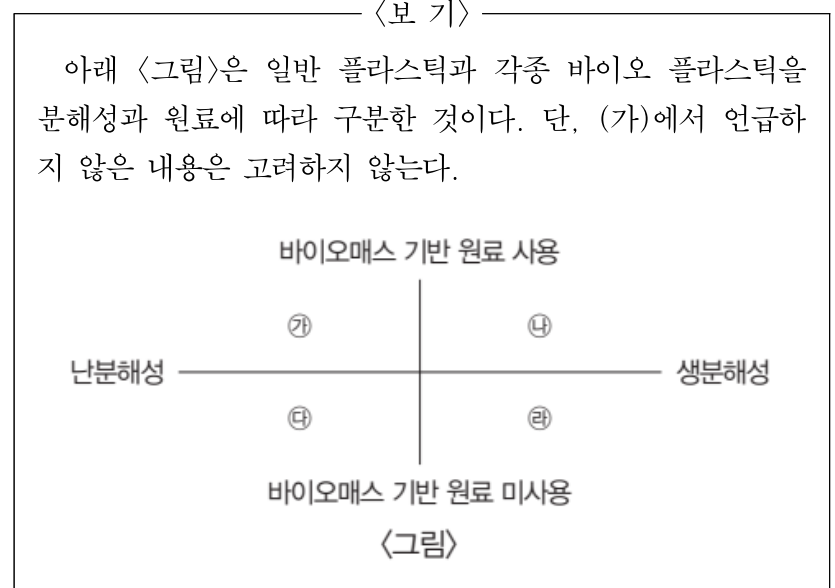 〈보 기〉
아래 〈그림〉은 일반 플라스틱과 각종 바이오 플라스틱을
분해성과 원료에 따라 구분한 것이다. 단, (가)에서 언급하
지 않은 내용은 고려하지 않는다.
바이오매스 기반 원료 사용
㉮ ㉯
난분해성 생분해성
㉰ ㉱
바이오매스 기반 원료 미사용
〈그림〉